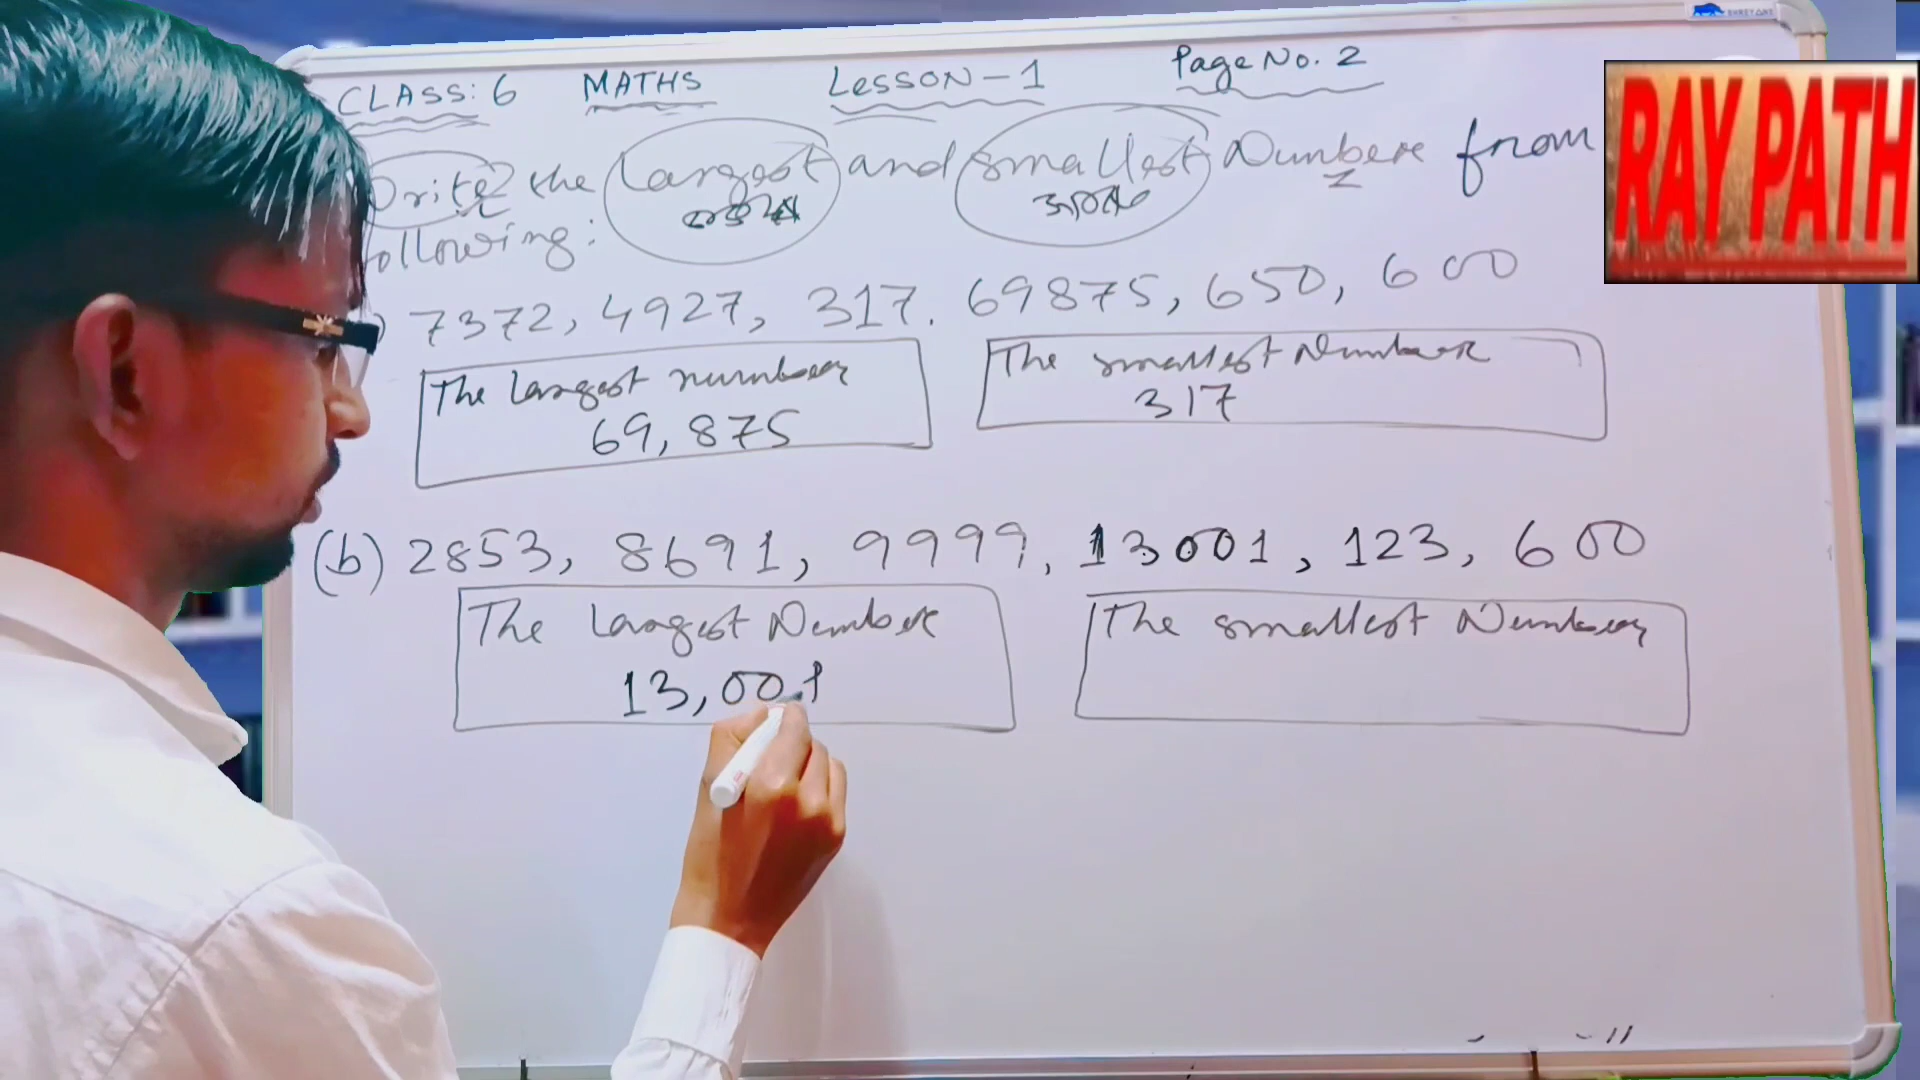 CLASS: 6 MATHS LESSON-1 Page No. 2
Write the largest and smallest Number from
following:
) 7372, 4927, 317. 69875, 650, 600
The largest number
69,875
The smallest Number
317
(b) 2853, 8691, 9999, 13001, 123, 600
The Largest Number
13,001
The smallest Number
RAY PATH